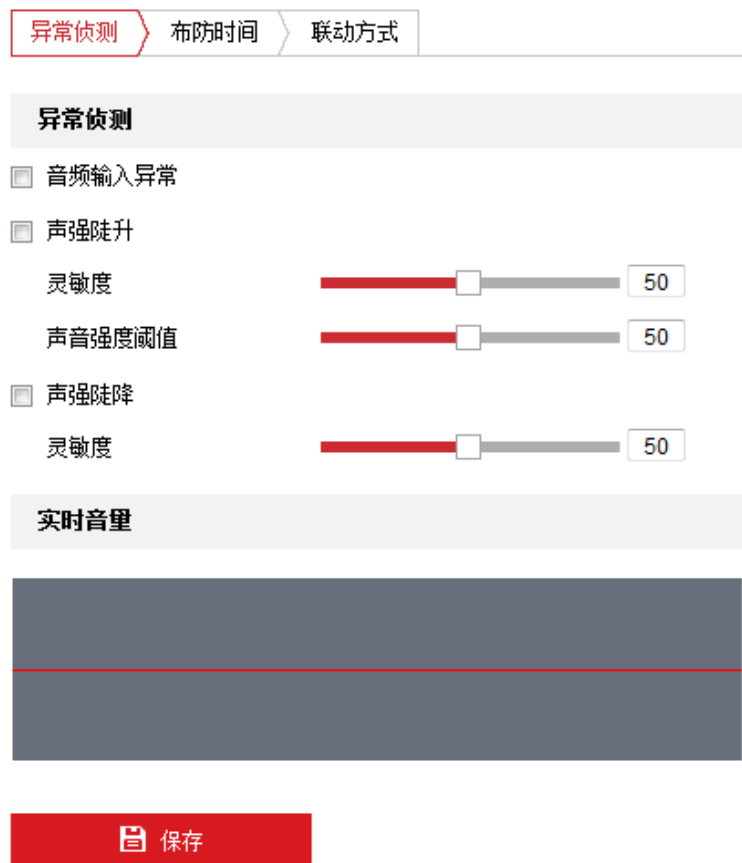 异常侦测 布防时间 联动方式
异常侦测
音频输入异常
声强陡升
灵敏度 50
声音强度阈值 50
声强陡降
灵敏度 50
实时音量
保存